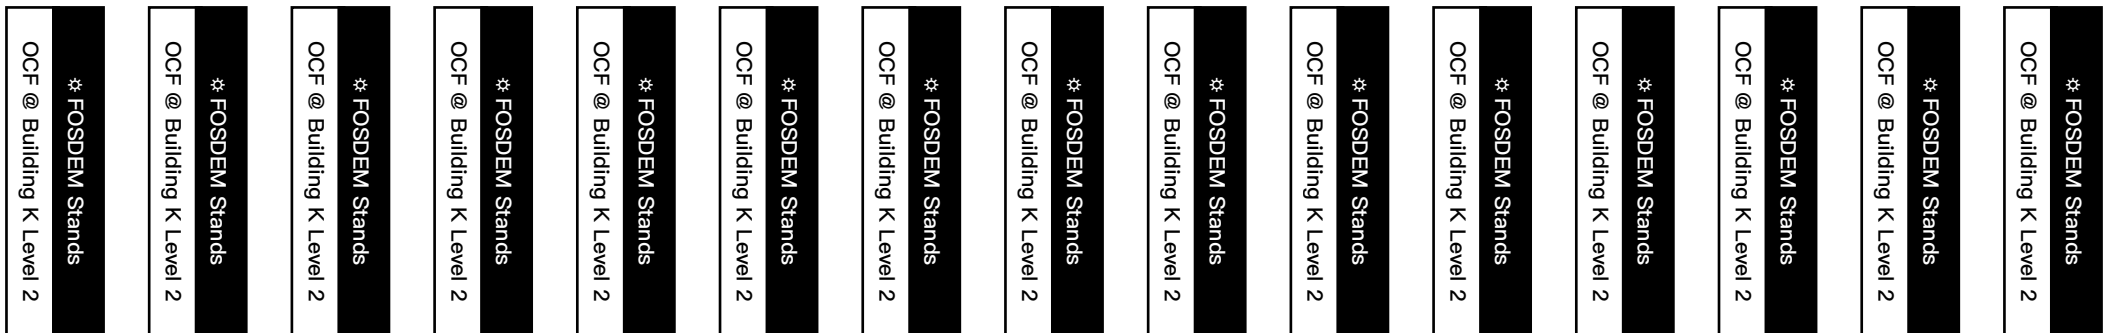 ☼ FOSDEM Stands
OCF @ Building K Level 2
☼ FOSDEM Stands
OCF @ Building K Level 2
☼ FOSDEM Stands
OCF @ Building K Level 2
☼ FOSDEM Stands
OCF @ Building K Level 2
☼ FOSDEM Stands
OCF @ Building K Level 2
☼ FOSDEM Stands
OCF @ Building K Level 2
☼ FOSDEM Stands
OCF @ Building K Level 2
☼ FOSDEM Stands
OCF @ Building K Level 2
☼ FOSDEM Stands
OCF @ Building K Level 2
☼ FOSDEM Stands
OCF @ Building K Level 2
☼ FOSDEM Stands
OCF @ Building K Level 2
☼ FOSDEM Stands
OCF @ Building K Level 2
☼ FOSDEM Stands
OCF @ Building K Level 2
☼ FOSDEM Stands
OCF @ Building K Level 2
☼ FOSDEM Stands
OCF @ Building K Level 2